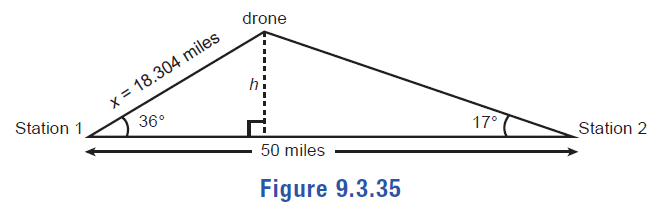 drone
x = 18.304 miles
h
36°
17°
Station 1
Station 2
50 miles
Figure 9.3.35